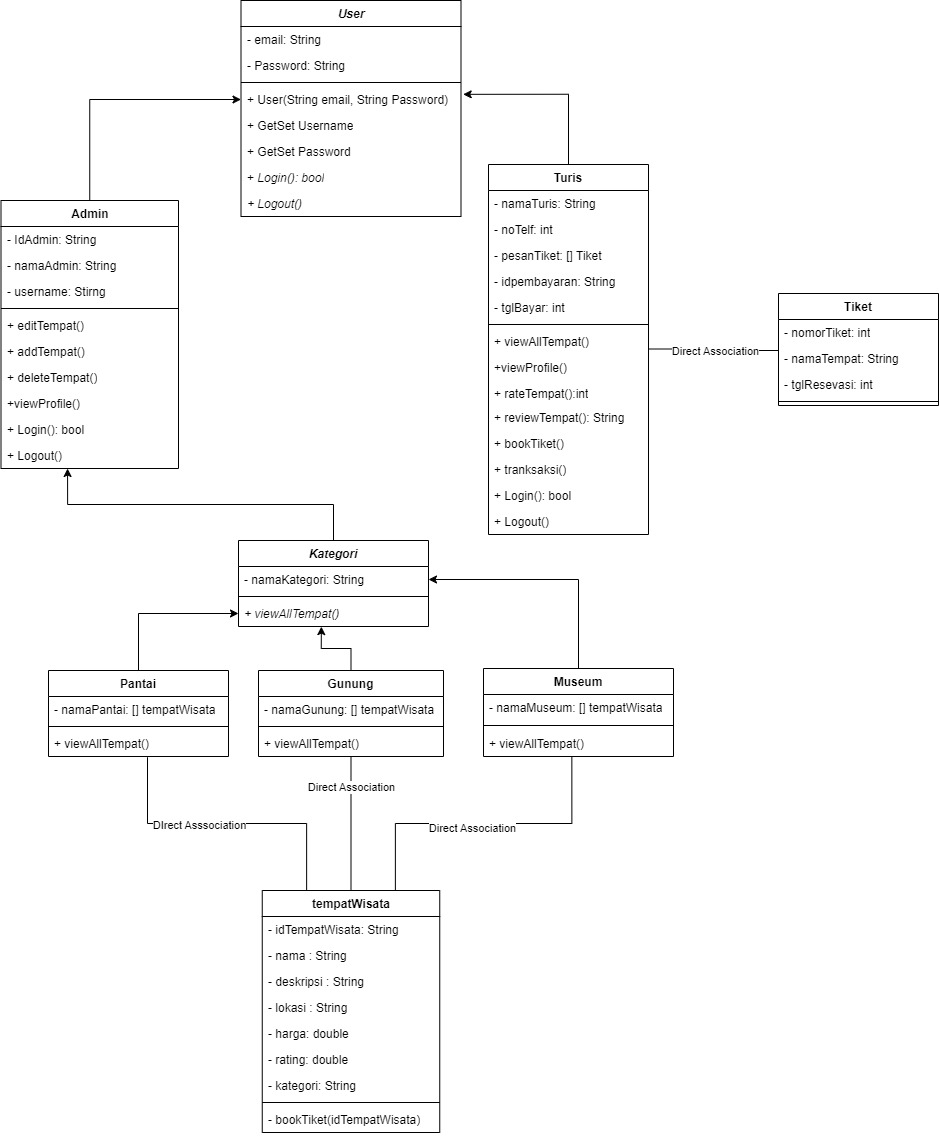 User
- email: String
- Password: String
+ User(String email, String Password)
+ GetSet Username
+ GetSet Password
+ Login(): bool
+ Logout()
Admin
- IdAdmin: String
- namaAdmin: String
- username: Stirng
+ editTempat()
+ addTempat()
+ deleteTempat()
+viewProfile()
+ Login(): bool
+ Logout()
Turis
- namaTuris: String
- noTelf: int
- pesanTiket: [] Tiket
- idpembayaran: String
- tglBayar: int
+ viewAllTempat()
+viewProfile()
+ rateTempat():int
+ reviewTempat(): String
+ bookTiket()
+ tranksaksi()
+ Login(): bool
+ Logout()
Direct Association
Tiket
- nomorTiket: int
- namaTempat: String
- tglResevasi: int
Kategori
- namaKategori: String
+ viewAllTempat()
Pantai
- namaPantai: [] tempatWisata
+ viewAllTempat()
Gunung
- namaGunung: [] tempatWisata
+ viewAllTempat()
Museum
- namaMuseum: [] tempatWisata
+ viewAllTempat()
DIrect Asssociation
Direct Association
Direct Association
tempatWisata
- idTempatWisata: String
- nama : String
- deskripsi : String
- lokasi : String
- harga: double
- rating: double
- kategori: String
- bookTiket(idTempatWisata)